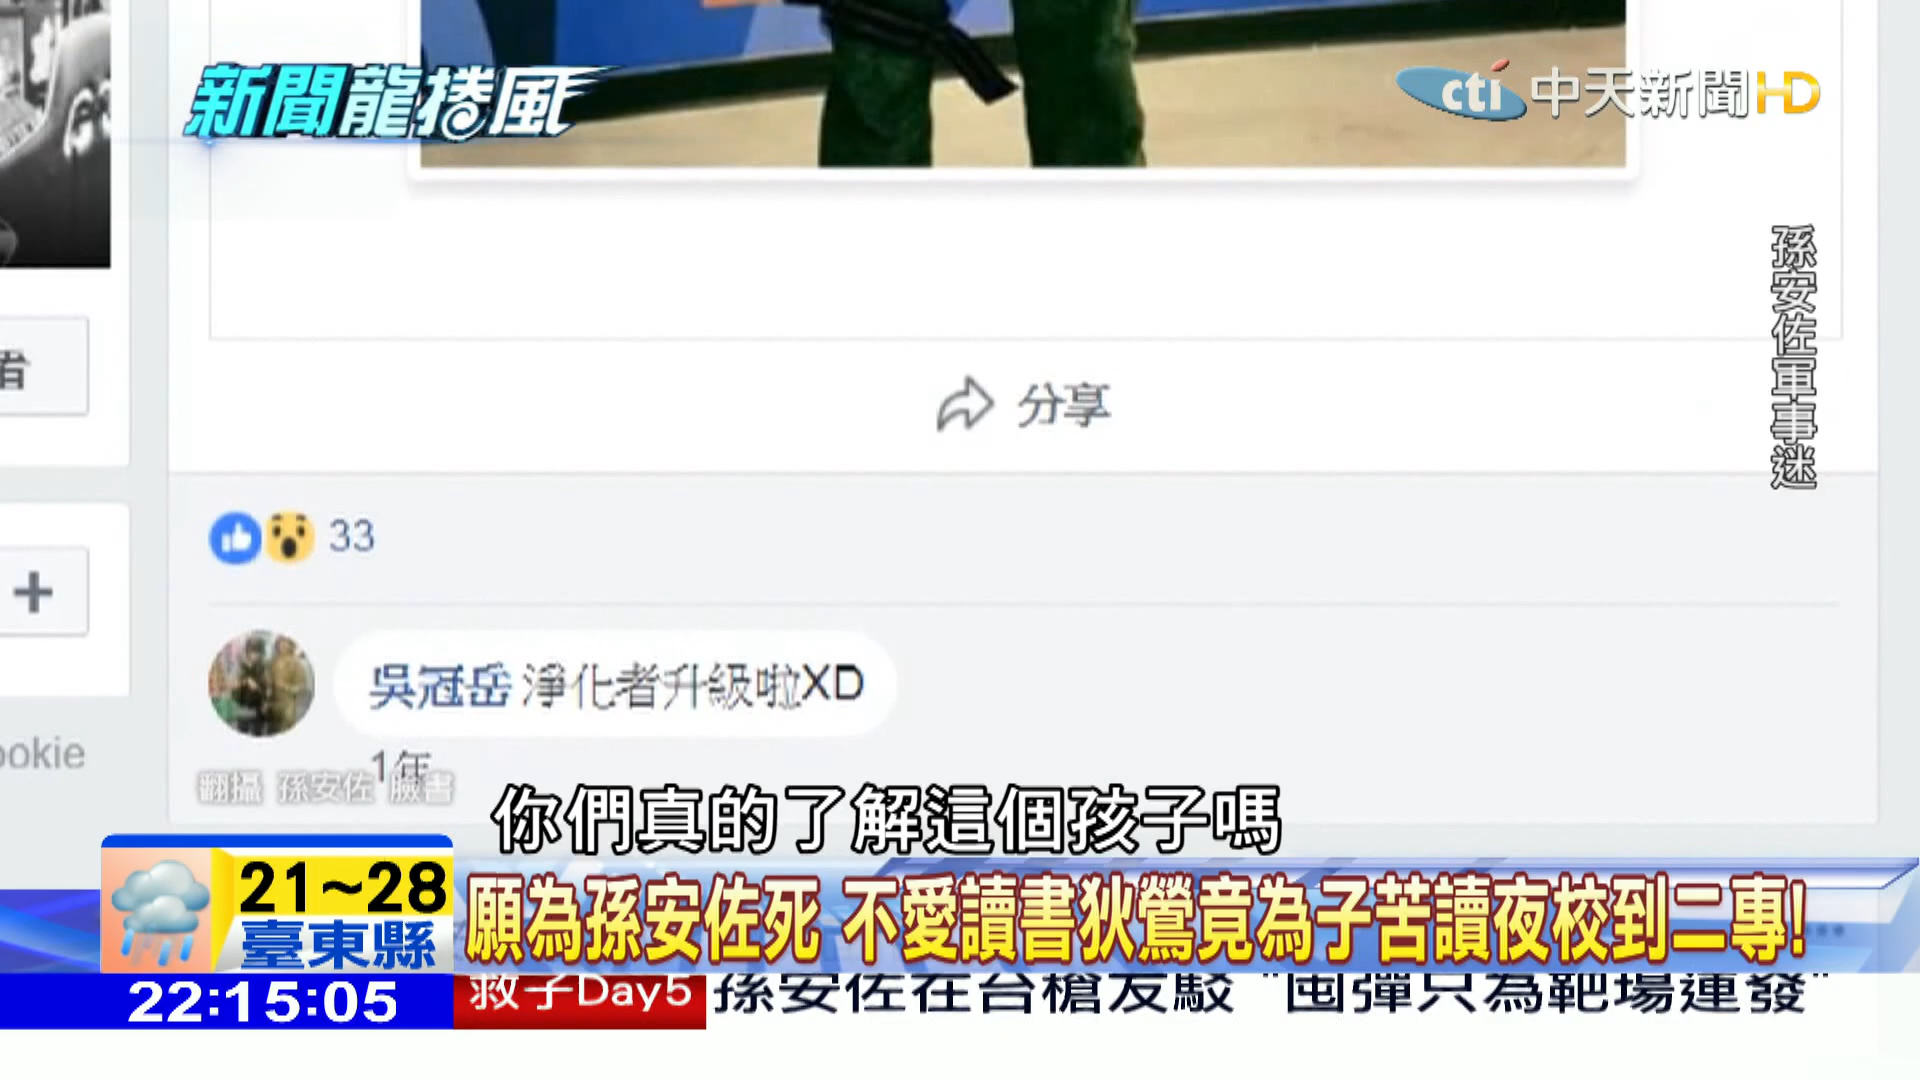 新聞龍捲風
cti 中天新聞HD
孫安佐軍事迷
者
分享
33
+
吳冠岳 淨化者升級啦XD
1年
ookie
翻攝 孫安佐 臉書
你們真的了解這個孩子嗎
21~28
臺東縣
願為孫安佐死 不愛讀書狄鶯竟為子苦讀夜校到二專!
22:15:05
救子Day5
孫安佐在台槍友駁 "囤彈只為靶場連發"